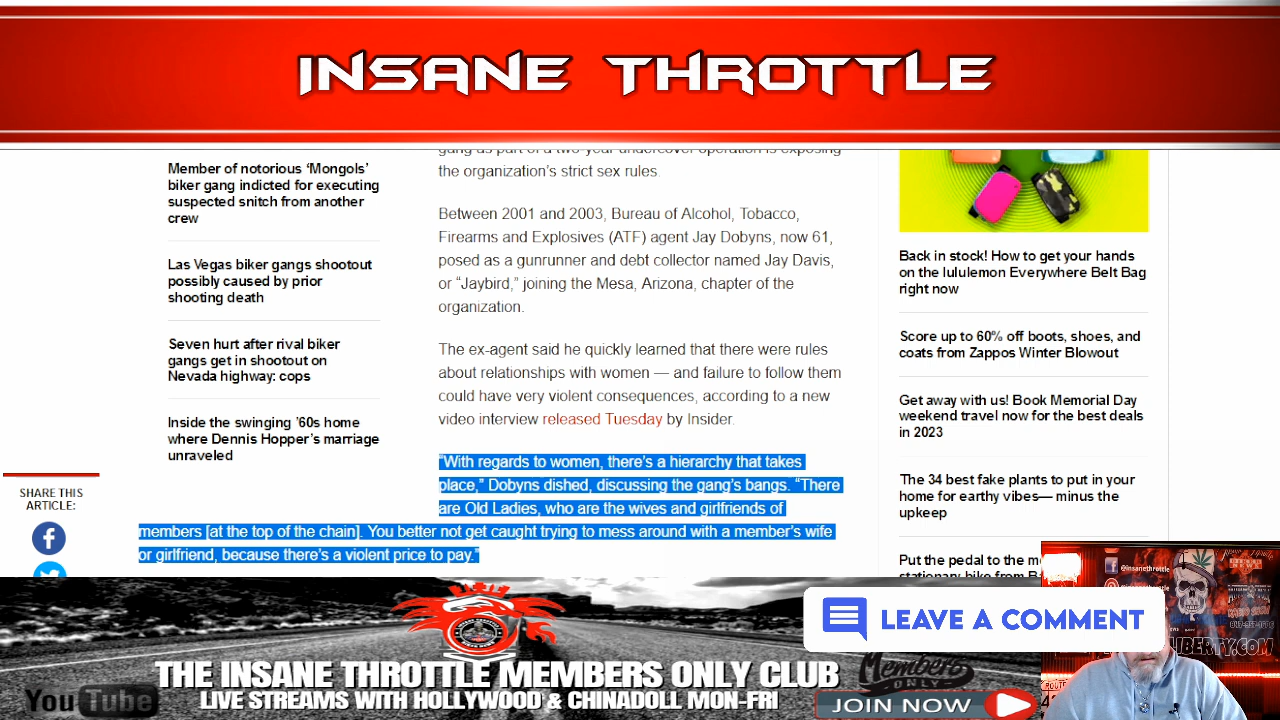 INSANE THROTTLE
Member of notorious ‘Mongols’
biker gang indicted for executing
suspected snitch from another
crew
Las Vegas biker gangs shootout
possibly caused by prior
shooting death
Seven hurt after rival biker
gangs get in shootout on
Nevada highway: cops
Inside the swinging ’60s home
where Dennis Hopper’s marriage
unraveled
SHARE THIS
ARTICLE:
gang as part of a two-year undercover operation is exposing
the organization’s strict sex rules.
Between 2001 and 2003, Bureau of Alcohol, Tobacco,
Firearms and Explosives (ATF) agent Jay Dobyns, now 61,
posed as a gunrunner and debt collector named Jay Davis,
or “Jaybird,” joining the Mesa, Arizona, chapter of the
organization.
The ex-agent said he quickly learned that there were rules
about relationships with women — and failure to follow them
could have very violent consequences, according to a new
video interview released Tuesday by Insider.
“With regards to women, there’s a hierarchy that takes
place,” Dobyns dished, discussing the gang’s bangs. “There
are Old Ladies, who are the wives and girlfriends of
members [at the top of the chain]. You better not get caught trying to mess around with a member’s wife
or girlfriend, because there’s a violent price to pay.”
Back in stock! How to get your hands
on the lululemon Everywhere Belt Bag
right now
Score up to 60% off boots, shoes, and
coats from Zappos Winter Blowout
Get away with us! Book Memorial Day
weekend travel now for the best deals
in 2023
The 34 best fake plants to put in your
home for earthy vibes— minus the
upkeep
Put the pedal to the
stationary bike from
@insanethrottle
LEAVE A COMMENT
THE INSANE THROTTLE MEMBERS ONLY CLUB
LIVE STREAMS WITH HOLLYWOOD & CHINADOLL MON-FRI
YouTube
Members
ONLY
JOIN NOW
LIBERTY.COM